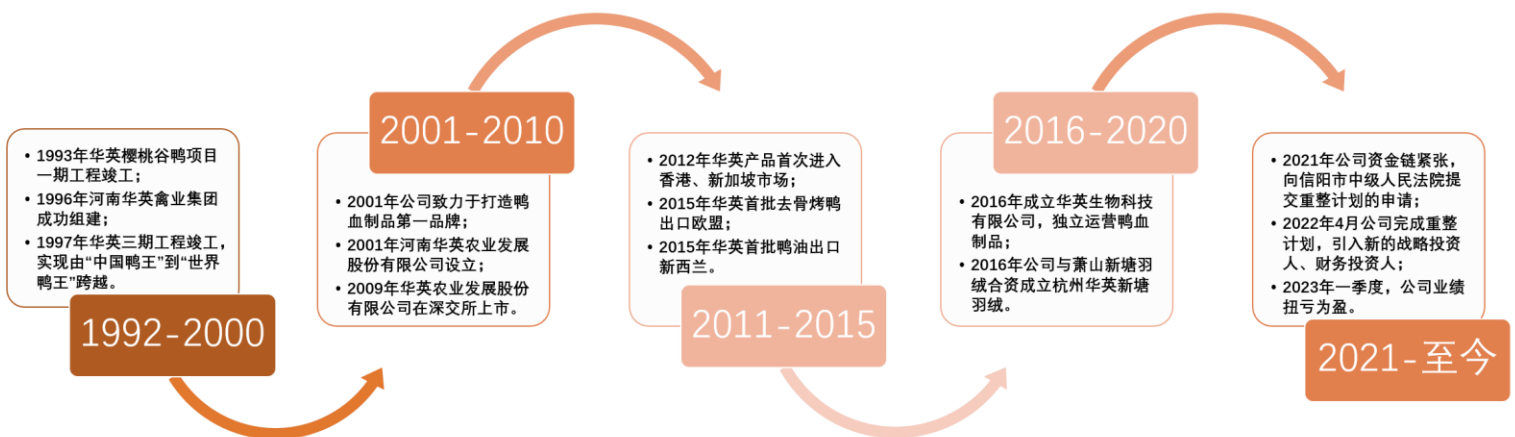 • 1993年华英樱桃谷鸭项目
一期工程竣工；
• 1996年河南华英禽业集团
成功组建；
• 1997年华英三期工程竣工，
实现由“中国鸭王”到“世界
鸭王”跨越。
1992-2000
2001-2010
• 2001年公司致力于打造鸭
血制品第一品牌；
• 2001年河南华英农业发展
股份有限公司设立；
• 2009年华英农业发展股份
有限公司在深交所上市。
• 2012年华英产品首次进入
香港、新加坡市场；
• 2015年华英首批去骨烤鸭
出口欧盟；
• 2015年华英首批鸭油出口
新西兰。
2011-2015
2016-2020
• 2016年成立华英生物科技
有限公司，独立运营鸭血
制品；
• 2016年公司与萧山新塘羽
绒合资成立杭州华英新塘
羽绒。
• 2021年公司资金链紧张，
向信阳市中级人民法院提
交重整计划的申请；
• 2022年4月公司完成重整
计划，引入新的战略投资
人、财务投资人；
• 2023年一季度，公司业绩
扭亏为盈。
2021-至今